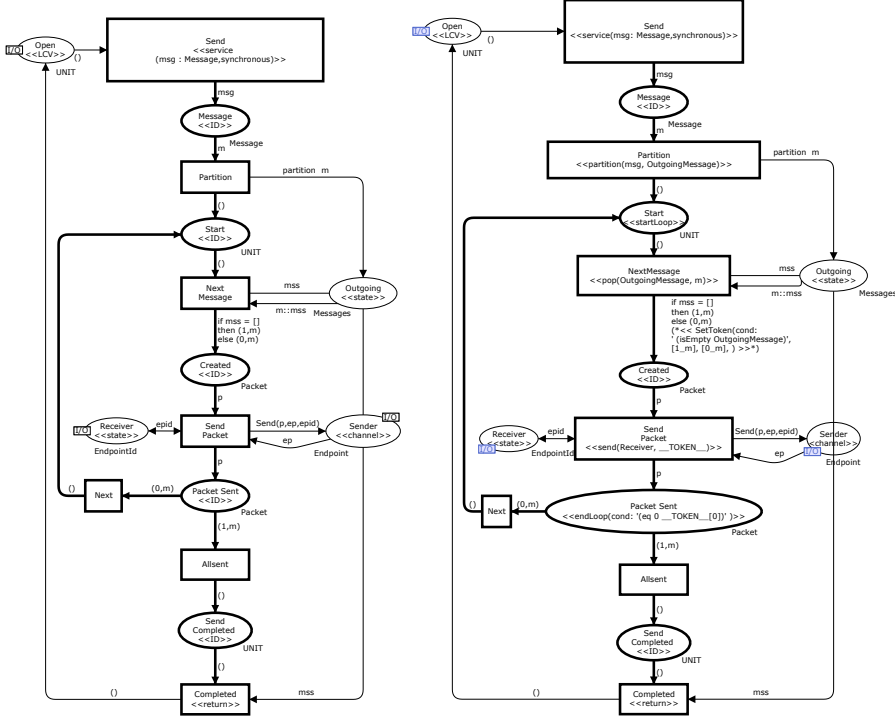 Send
<<service
(msg : Message,synchronous)>>
Open
<<LCV>>
I/O
()
UNIT
msg
Message
<<ID>>
Message
m
Partition
partition m
()
Start
<<ID>>
UNIT
()
Next
Message
mss
m::mss
Outgoing
<<state>>
Messages
if mss = []
then (1,m)
else (0,m)
Created
<<ID>>
Packet
p
I/O
Receiver
<<state>>
EndpointId
epid
Send
Packet
Send(p,ep,epid)
ep
I/O
Sender
<<channel>>
Endpoint
p
()
Next
(0,m)
Packet Sent
<<ID>>
Packet
(1,m)
Allsent
()
Send
Completed
<<ID>>
UNIT
()
()
Completed
<<return>>
mss
Send
<<service(msg: Message,synchronous)>>
I/O
Open
<<LCV>>
()
UNIT
msg
Message
<<ID>>
Message
m
Partition
<<partition(msg, OutgoingMessage)>>
partition m
()
Start
<<startLoop>>
UNIT
()
NextMessage
<<pop(OutgoingMessage, m)>>
mss
m::mss
Outgoing
<<state>>
Messages
if mss = []
then (1,m)
else (0,m)
(*<< SetToken(cond:
' (isEmpty OutgoingMessage)',
[1_m], [0_m], ) >>*)
Created
<<ID>>
Packet
p
Receiver
<<state>>
I/O
EndpointId
epid
Send
Packet
<<send(Receiver, __TOKEN__)>>
Send(p,ep,epid)
ep
Sender
<<channel>>
I/O
Endpoint
p
()
Next
(0,m)
Packet Sent
<<endLoop(cond: '(eq 0 __TOKEN__[0])' )>>
Packet
(1,m)
Allsent
()
Send
Completed
<<ID>>
UNIT
()
()
Completed
<<return>>
mss